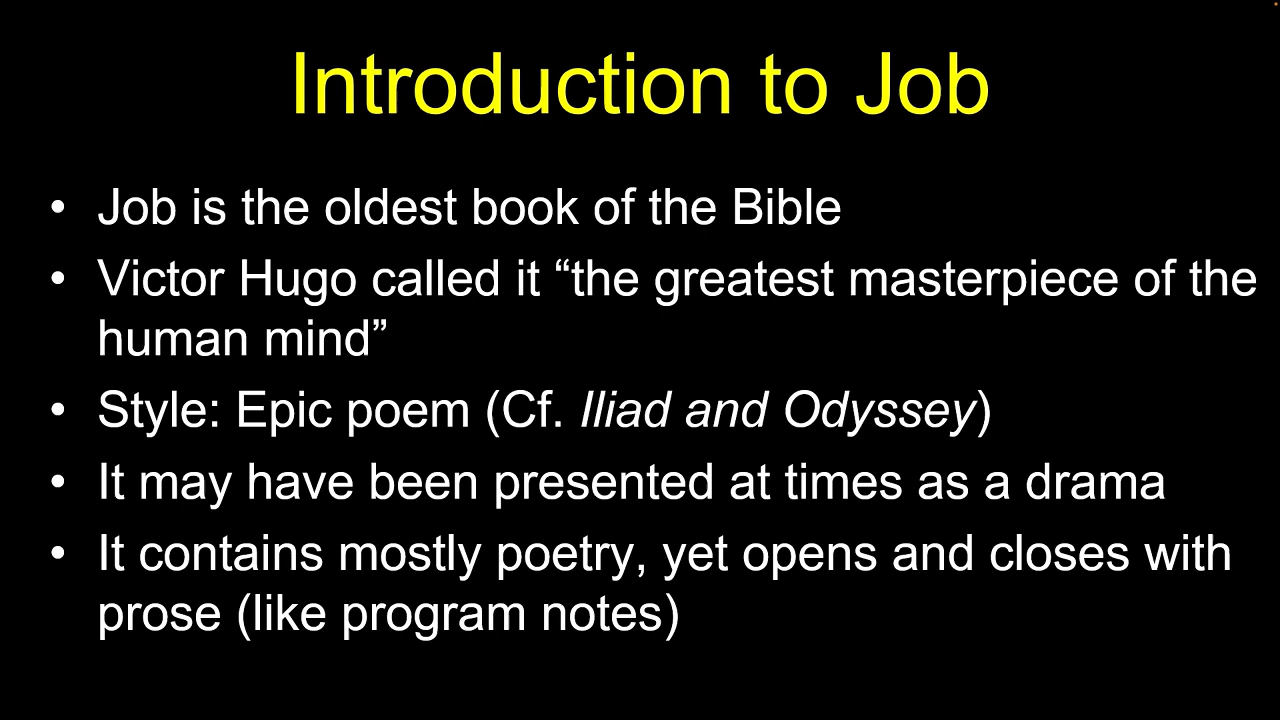 Introduction to Job
• Job is the oldest book of the Bible
• Victor Hugo called it “the greatest masterpiece of the
human mind”
• Style: Epic poem (Cf. Iliad and Odyssey)
• It may have been presented at times as a drama
• It contains mostly poetry, yet opens and closes with
prose (like program notes)